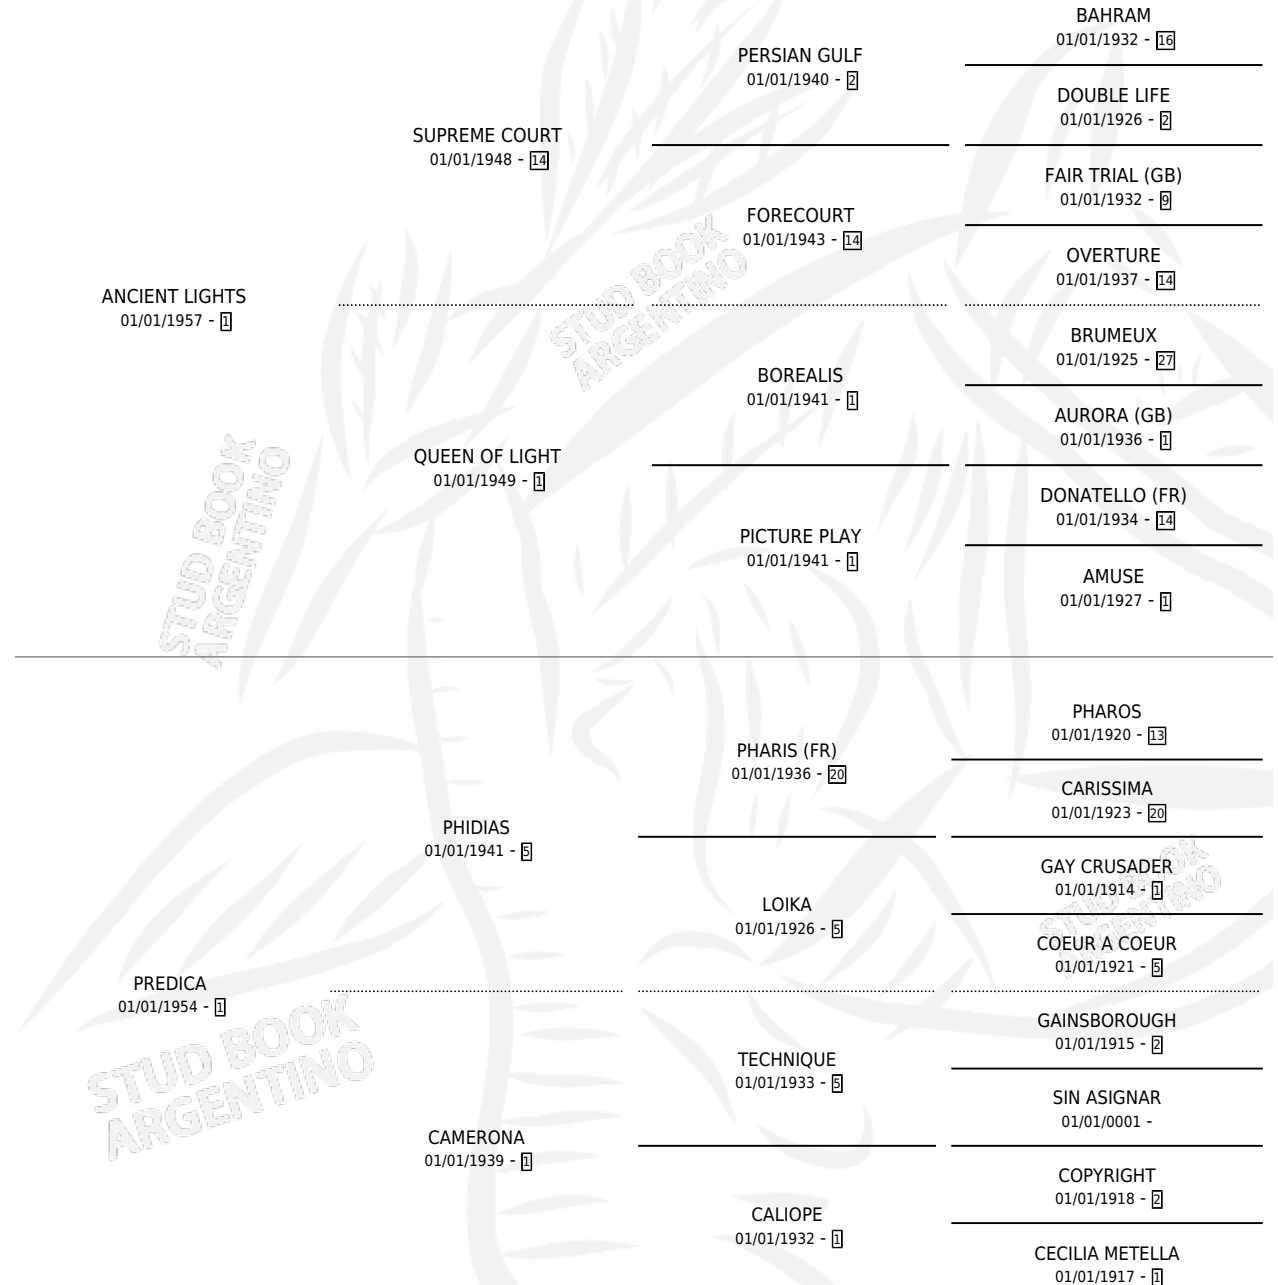 BAHRAM
01/01/1932 - 16
PERSIAN GULF
01/01/1940 - 2
DOUBLE LIFE
01/01/1926 - 2
SUPREME COURT
01/01/1948 - 14
FAIR TRIAL (GB)
01/01/1932 - 9
FORECOURT
01/01/1943 - 14
OVERTURE
01/01/1937 - 14
ANCIENT LIGHTS
01/01/1957 - 1
BRUMEUX
01/01/1925 - 27
BOREALIS
01/01/1941 - 1
AURORA (GB)
01/01/1936 - 1
QUEEN OF LIGHT
01/01/1949 - 1
DONATELLO (FR)
01/01/1934 - 14
PICTURE PLAY
01/01/1941 - 1
AMUSE
01/01/1927 - 1
PHAROS
01/01/1920 - 13
PHARIS (FR)
01/01/1936 - 20
CARISSIMA
01/01/1923 - 20
PHIDIAS
01/01/1941 - 5
GAY CRUSADER
01/01/1914 - 1
LOIKA
01/01/1926 - 5
COEUR A COEUR
01/01/1921 - 5
PREDICA
01/01/1954 - 1
GAINSBOROUGH
01/01/1915 - 2
TECHNIQUE
01/01/1933 - 5
SIN ASIGNAR
01/01/0001 -
CAMERONA
01/01/1939 - 1
COPYRIGHT
01/01/1918 - 2
CALIOPE
01/01/1932 - 1
CECILIA METELLA
01/01/1917 - 1
STUD BOOK
ARGENTINO
STUD BOOK
ARGENTINO
STUD BOOK
ARGENTINO
STUD BOOK
ARGENTINO